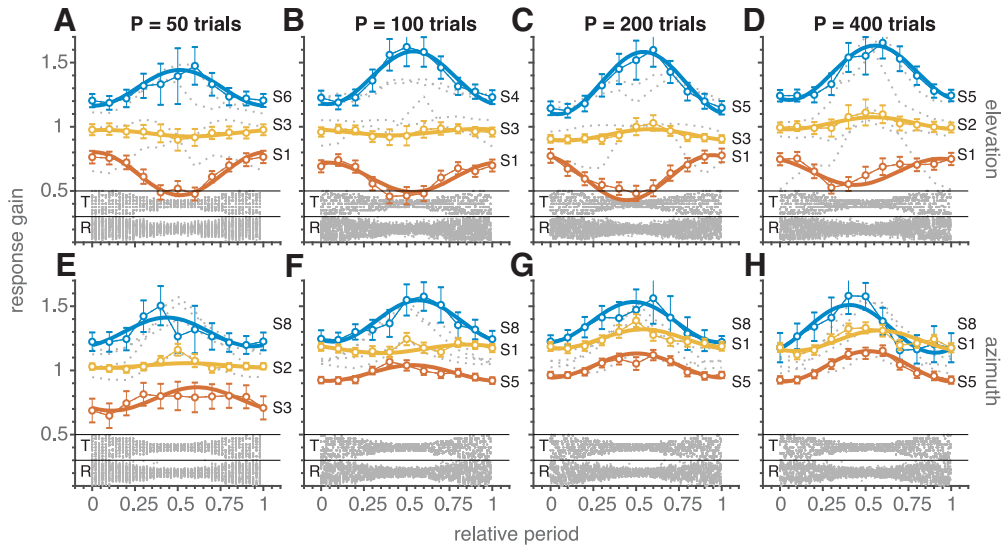 A
P = 50 trials
B
P = 100 trials
C
P = 200 trials
D
P = 400 trials
1.5
1
0.5
S6
S3
S1
T
R
S4
S3
S1
T
R
S5
S3
S1
T
R
S5
S2
S1
T
R
elevation
response gain
E
F
G
H
1.5
1
0.5
S8
S2
S3
T
R
S8
S1
S5
T
R
S8
S1
S5
T
R
S8
S1
S5
T
R
azimuth
0 0.25 0.5 0.75 1
0 0.25 0.5 0.75 1
0 0.25 0.5 0.75 1
0 0.25 0.5 0.75 1
relative period